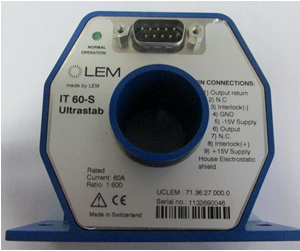 NORMAL
OPERATION
LEM
made by LEM
IT 60-S
Ultrastab
IN CONNECTIONS:
1) Output return
2) N.C
3) Interlock(-)
4) GND
5) -15V Supply
6) Output
7) N.C.
8) Interlock(+)
9) +15V Supply
House Electrostatic
shield
Rated
Current: 60A
Ratio: 1:600
CE
Made in Switzerland
UCLEM : 71.36.27.000.0
Serial no.: 1132690046